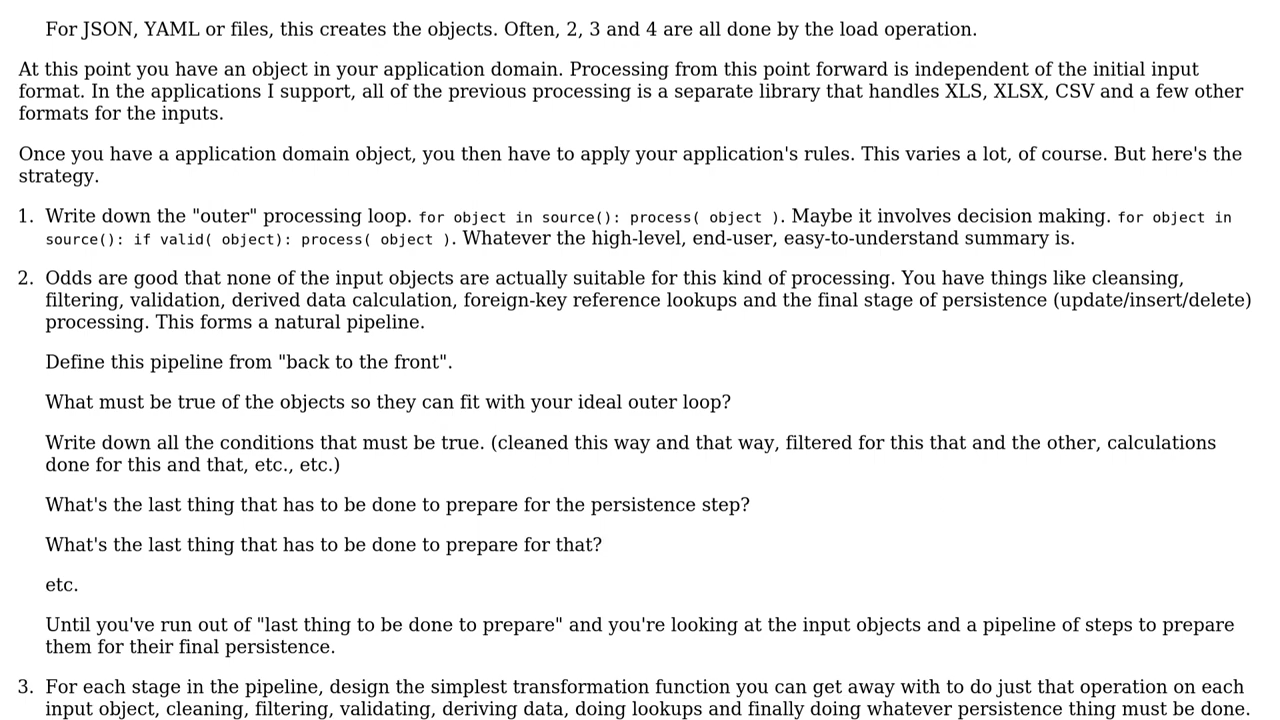 For JSON, YAML or files, this creates the objects. Often, 2, 3 and 4 are all done by the load operation.
At this point you have an object in your application domain. Processing from this point forward is independent of the initial input
format. In the applications I support, all of the previous processing is a separate library that handles XLS, XLSX, CSV and a few other
formats for the inputs.
Once you have a application domain object, you then have to apply your application's rules. This varies a lot, of course. But here's the
strategy.
1. Write down the "outer" processing loop. for object in source(): process( object ). Maybe it involves decision making. for object in
source(): if valid( object): process( object ). Whatever the high-level, end-user, easy-to-understand summary is.
2. Odds are good that none of the input objects are actually suitable for this kind of processing. You have things like cleansing,
filtering, validation, derived data calculation, foreign-key reference lookups and the final stage of persistence (update/insert/delete)
processing. This forms a natural pipeline.
Define this pipeline from "back to the front".
What must be true of the objects so they can fit with your ideal outer loop?
Write down all the conditions that must be true. (cleaned this way and that way, filtered for this that and the other, calculations
done for this and that, etc., etc.)
What's the last thing that has to be done to prepare for the persistence step?
What's the last thing that has to be done to prepare for that?
etc.
Until you've run out of "last thing to be done to prepare" and you're looking at the input objects and a pipeline of steps to prepare
them for their final persistence.
3. For each stage in the pipeline, design the simplest transformation function you can get away with to do just that operation on each
input object, cleaning, filtering, validating, deriving data, doing lookups and finally doing whatever persistence thing must be done.